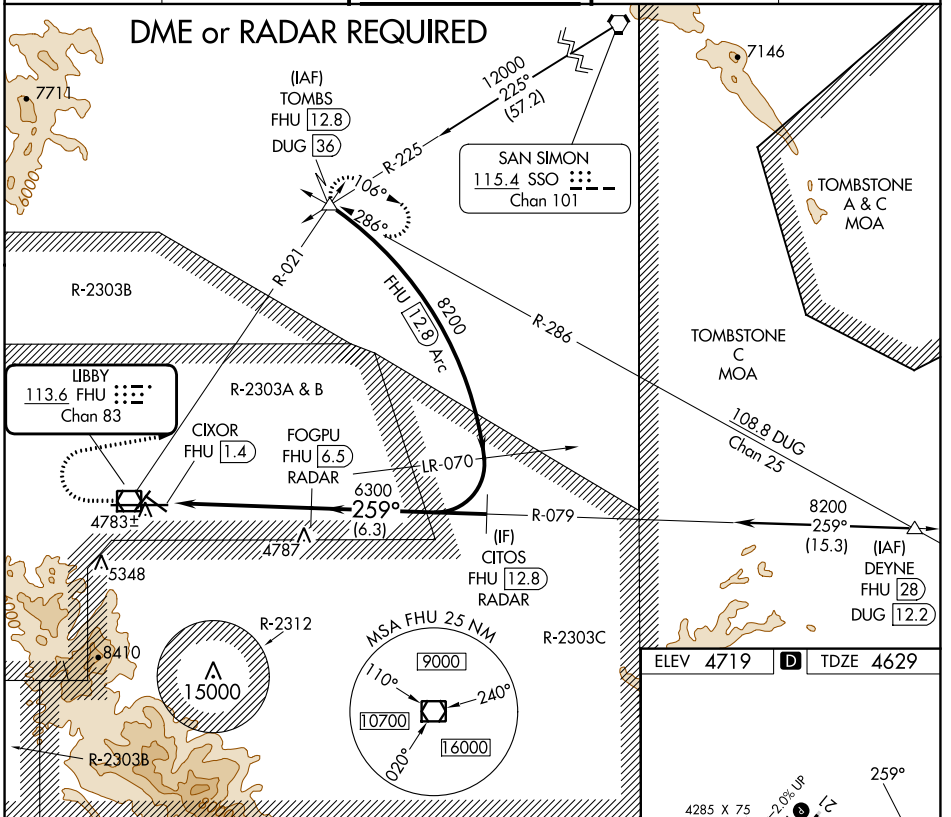 DME or RADAR REQUIRED
7711
6000
(IAF)
TOMBS
FHU 12.8
DUG 36
12000
225°
(57.2)
R-225
7146
SAN SIMON
115.4 SSO
Chan 101
TOMBSTONE
A & C
MOA
106°
286°
R-021
R-2303B
FHU 12.8 Arc
8200
R-286
TOMBSTONE
C
MOA
LIBBY
113.6 FHU
Chan 83
R-2303A & B
CIXOR
FHU 1.4
FOGPU
FHU 6.5
RADAR
LR-070
108.8 DUG
Chan 25
6300
259°
(6.3)
R-079
8200
259°
(15.3)
4783±
4787
5348
(IF)
CITOS
FHU 12.8
RADAR
(IAF)
DEYNE
FHU 28
DUG 12.2
R-2312
15000
8410
MSA FHU 25 NM
9000
110°
240°
10700
16000
020°
R-2303C
R-2303B
ELEV 4719 D TDZE 4629
259°
4285 X 75
2.0% UP
21
P